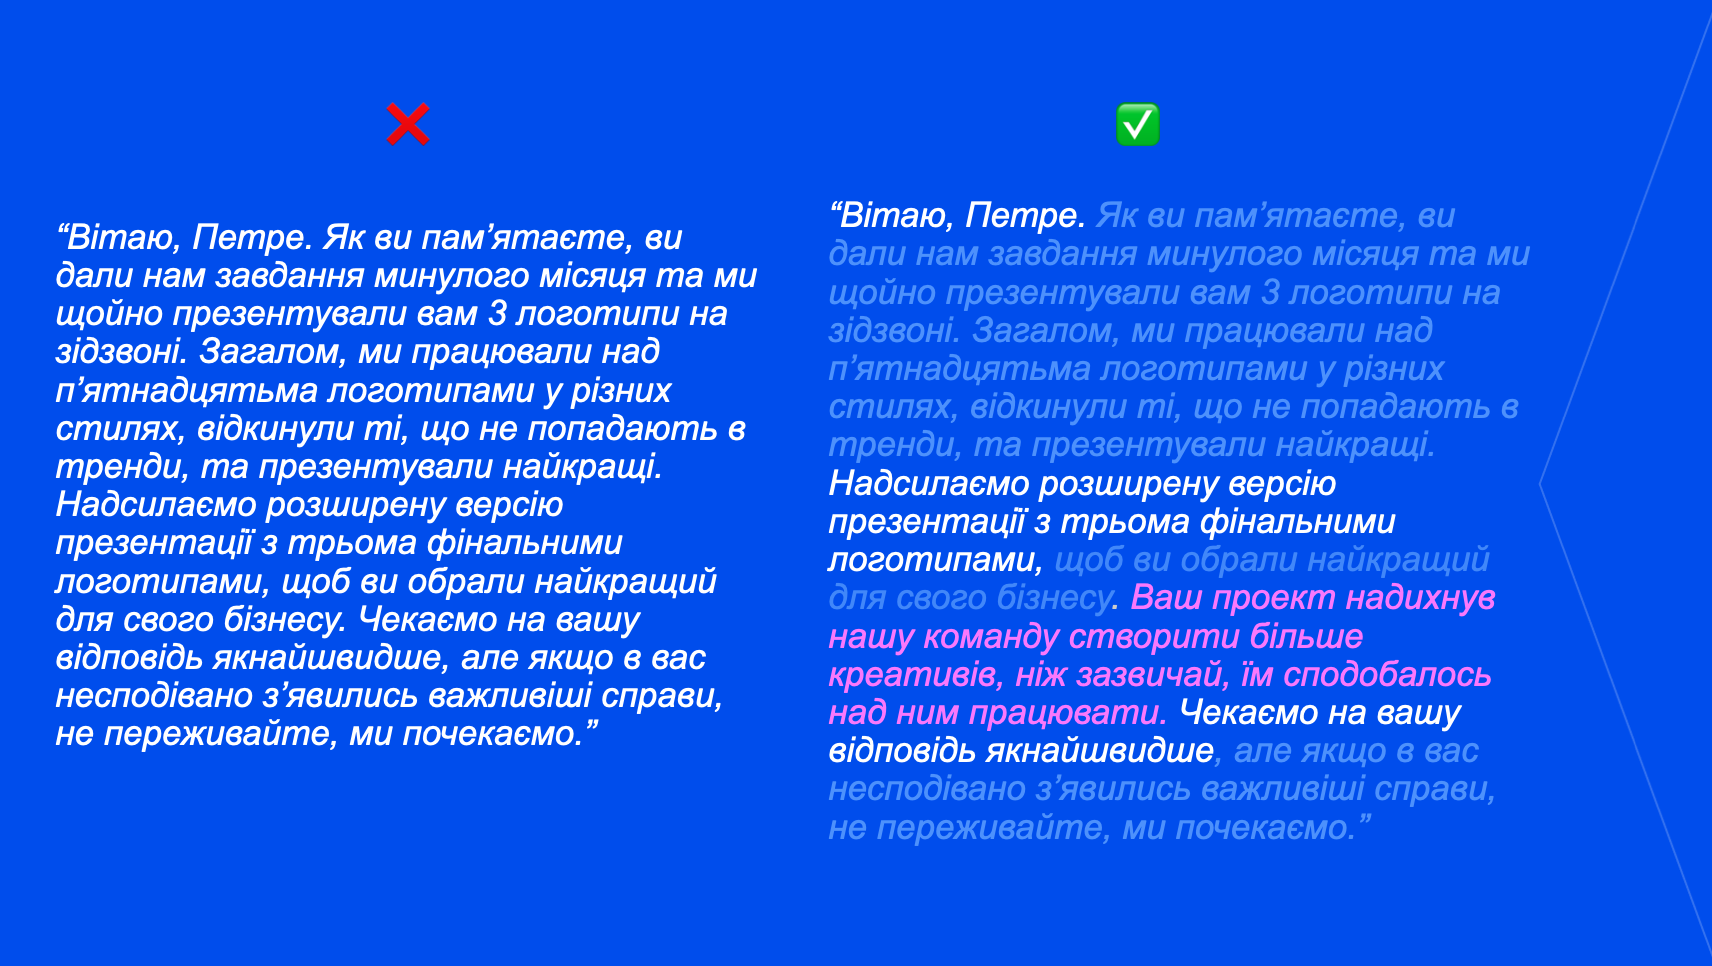 ❌
“Вітаю, Петре. Як ви пам’ятаєте, ви
дали нам завдання минулого місяця та ми
щойно презентували вам 3 логотипи на
зідзвоні. Загалом, ми працювали над
п’ятнадцятьма логотипами у різних
стилях, відкинули ті, що не попадають в
тренди, та презентували найкращі.
Надсилаємо розширену версію
презентації з трьома фінальними
логотипами, щоб ви обрали найкращий
для свого бізнесу. Чекаємо на вашу
відповідь якнайшвидше, але якщо в вас
несподівано з’явились важливіші справи,
не переживайте, ми почекаємо.”
✅
“Вітаю, Петре. Як ви пам’ятаєте, ви
дали нам завдання минулого місяця та ми
щойно презентували вам 3 логотипи на
зідзвоні. Загалом, ми працювали над
п’ятнадцятьма логотипами у різних
стилях, відкинули ті, що не попадають в
тренди, та презентували найкращі.
Надсилаємо розширену версію
презентації з трьома фінальними
логотипами, щоб ви обрали найкращий
для свого бізнесу. Ваш проект надихнув
нашу команду створити більше
креативів, ніж зазвичай, їм сподобалось
над ним працювати. Чекаємо на вашу
відповідь якнайшвидше, але якщо в вас
несподівано з’явились важливіші справи,
не переживайте, ми почекаємо.”